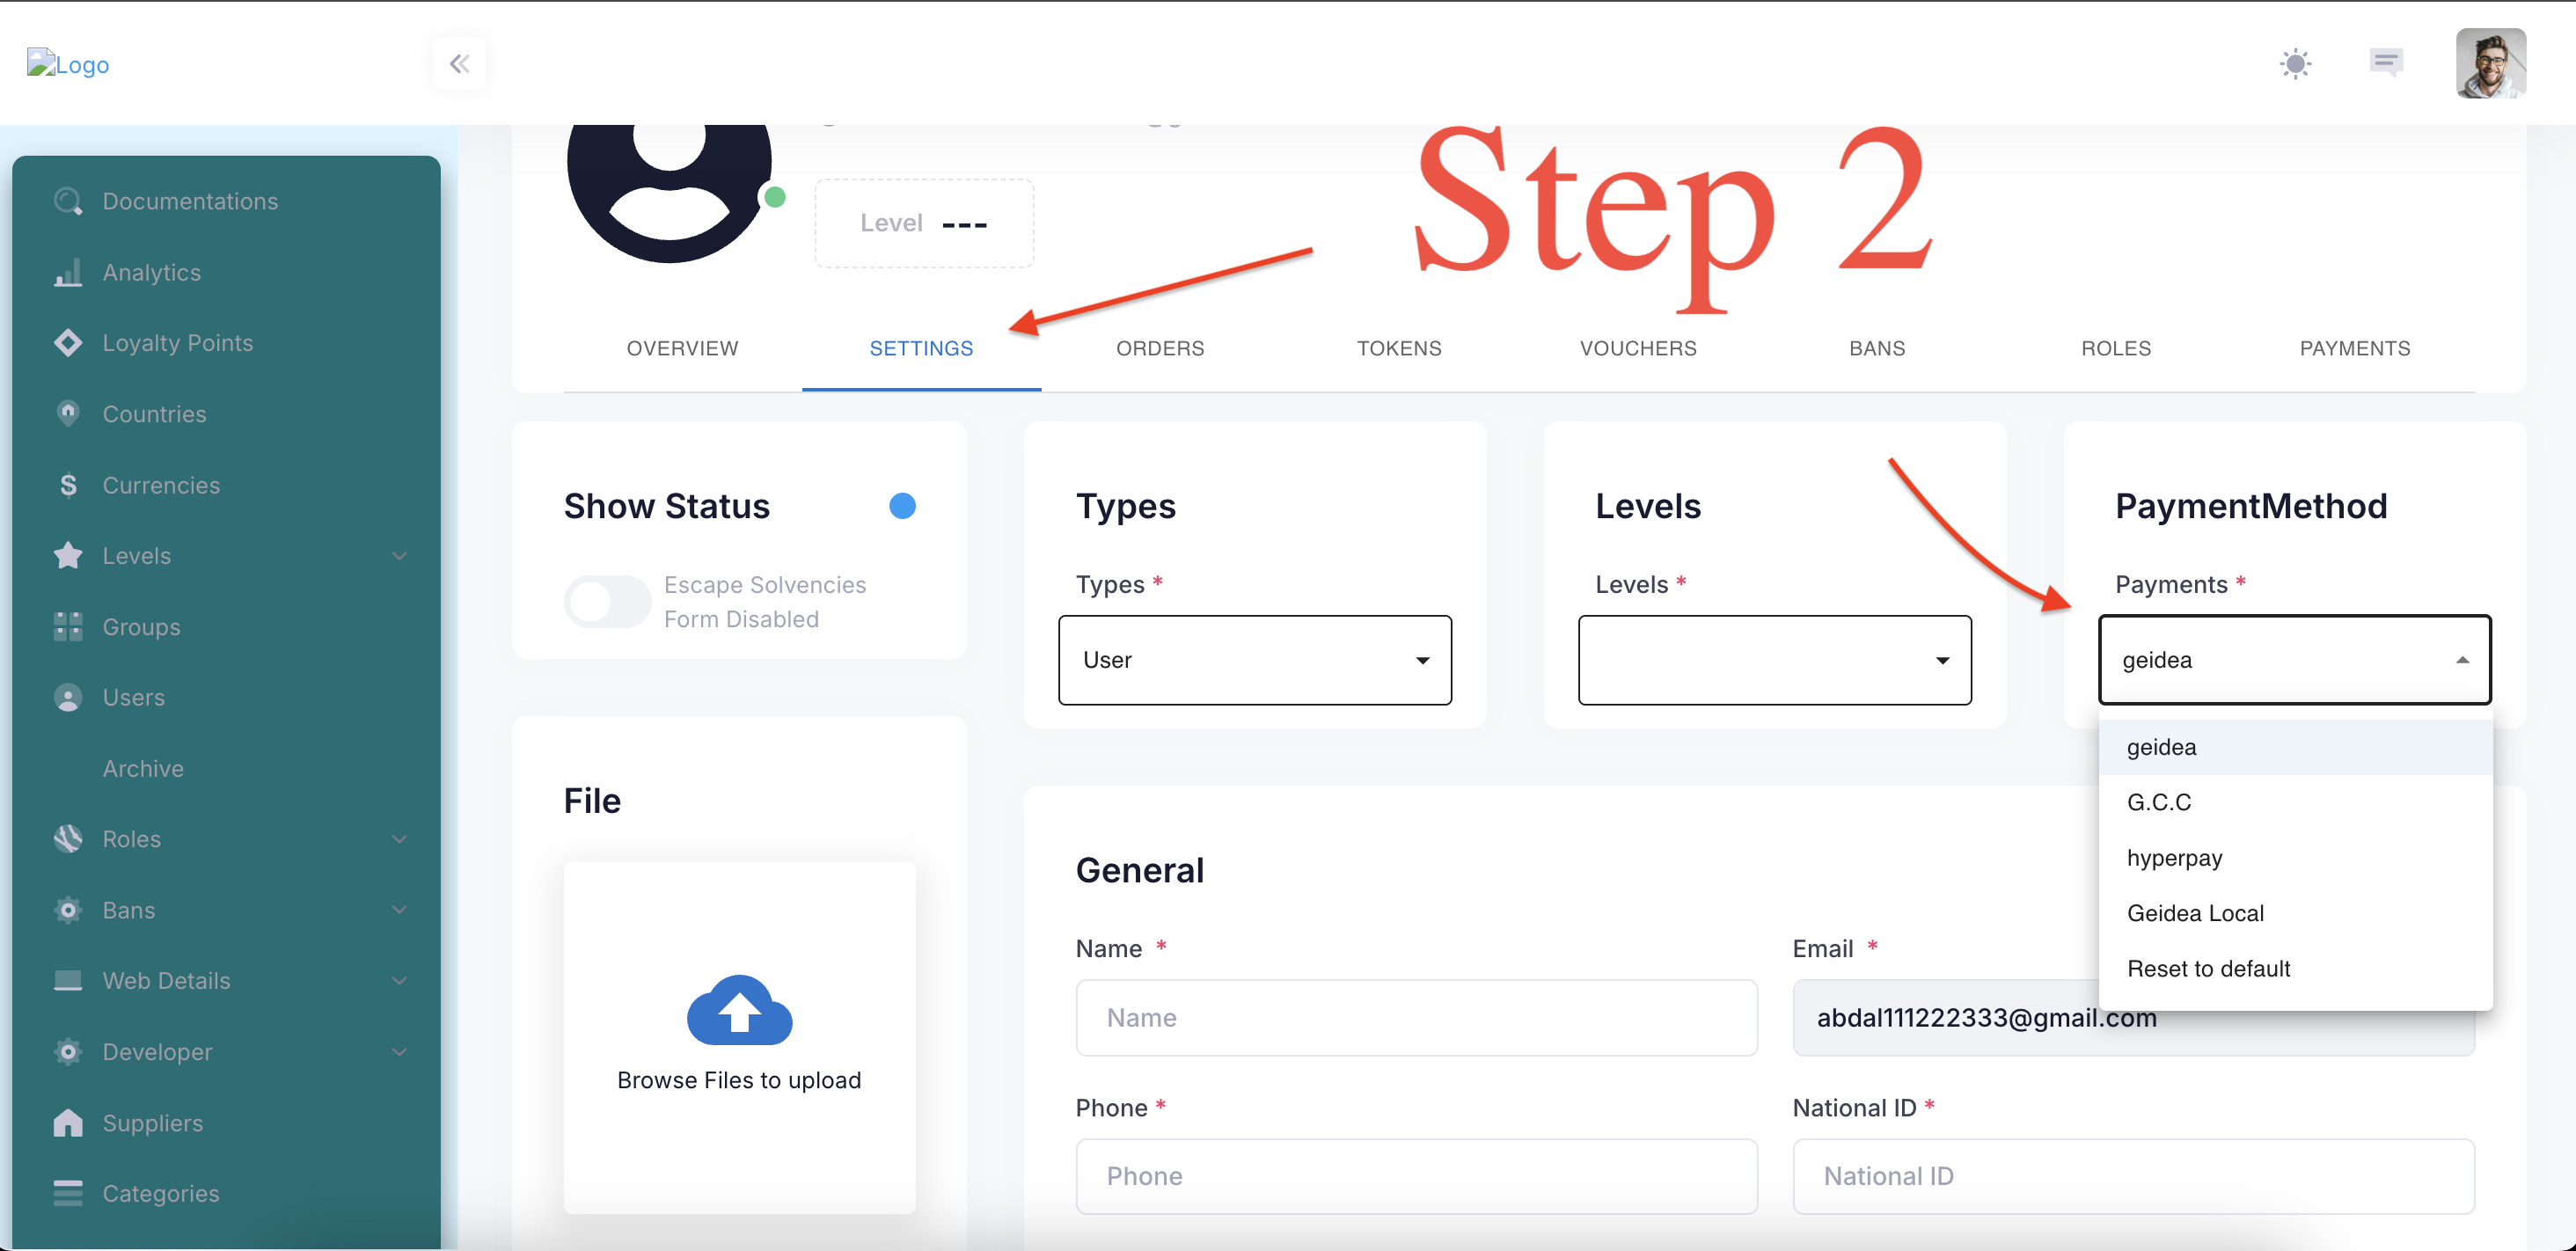 Logo
Step 2
Documentations
Analytics
Loyalty Points
Countries
Currencies
Levels
Groups
Users
Archive
Roles
Bans
Web Details
Developer
Suppliers
Categories
Level ---
OVERVIEW SETTINGS ORDERS TOKENS VOUCHERS BANS ROLES PAYMENTS
Show Status
Escape Solvencies
Form Disabled
Types
Types *
User
Levels
Levels *
PaymentMethod
Payments *
geidea
geidea
G.C.C
hyperpay
Geidea Local
Reset to default
File
Browse Files to upload
General
Name *
Name
Email *
abdal111222333@gmail.com
Phone *
Phone
National ID *
National ID